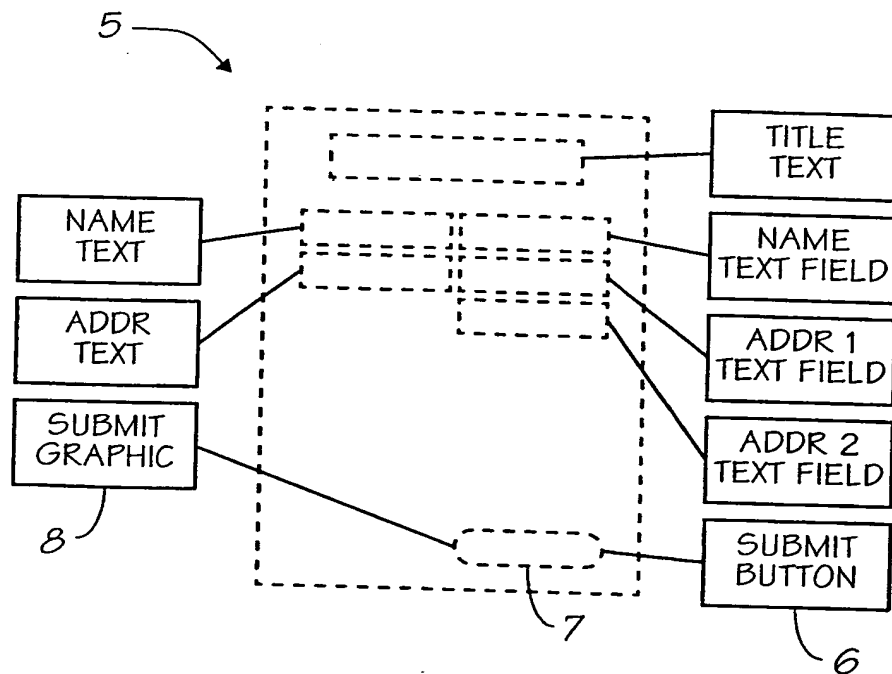 5
TITLE
TEXT
NAME
TEXT
NAME
TEXT FIELD
ADDR
TEXT
ADDR 1
TEXT FIELD
SUBMIT
GRAPHIC
ADDR 2
TEXT FIELD
8
SUBMIT
BUTTON
7
6